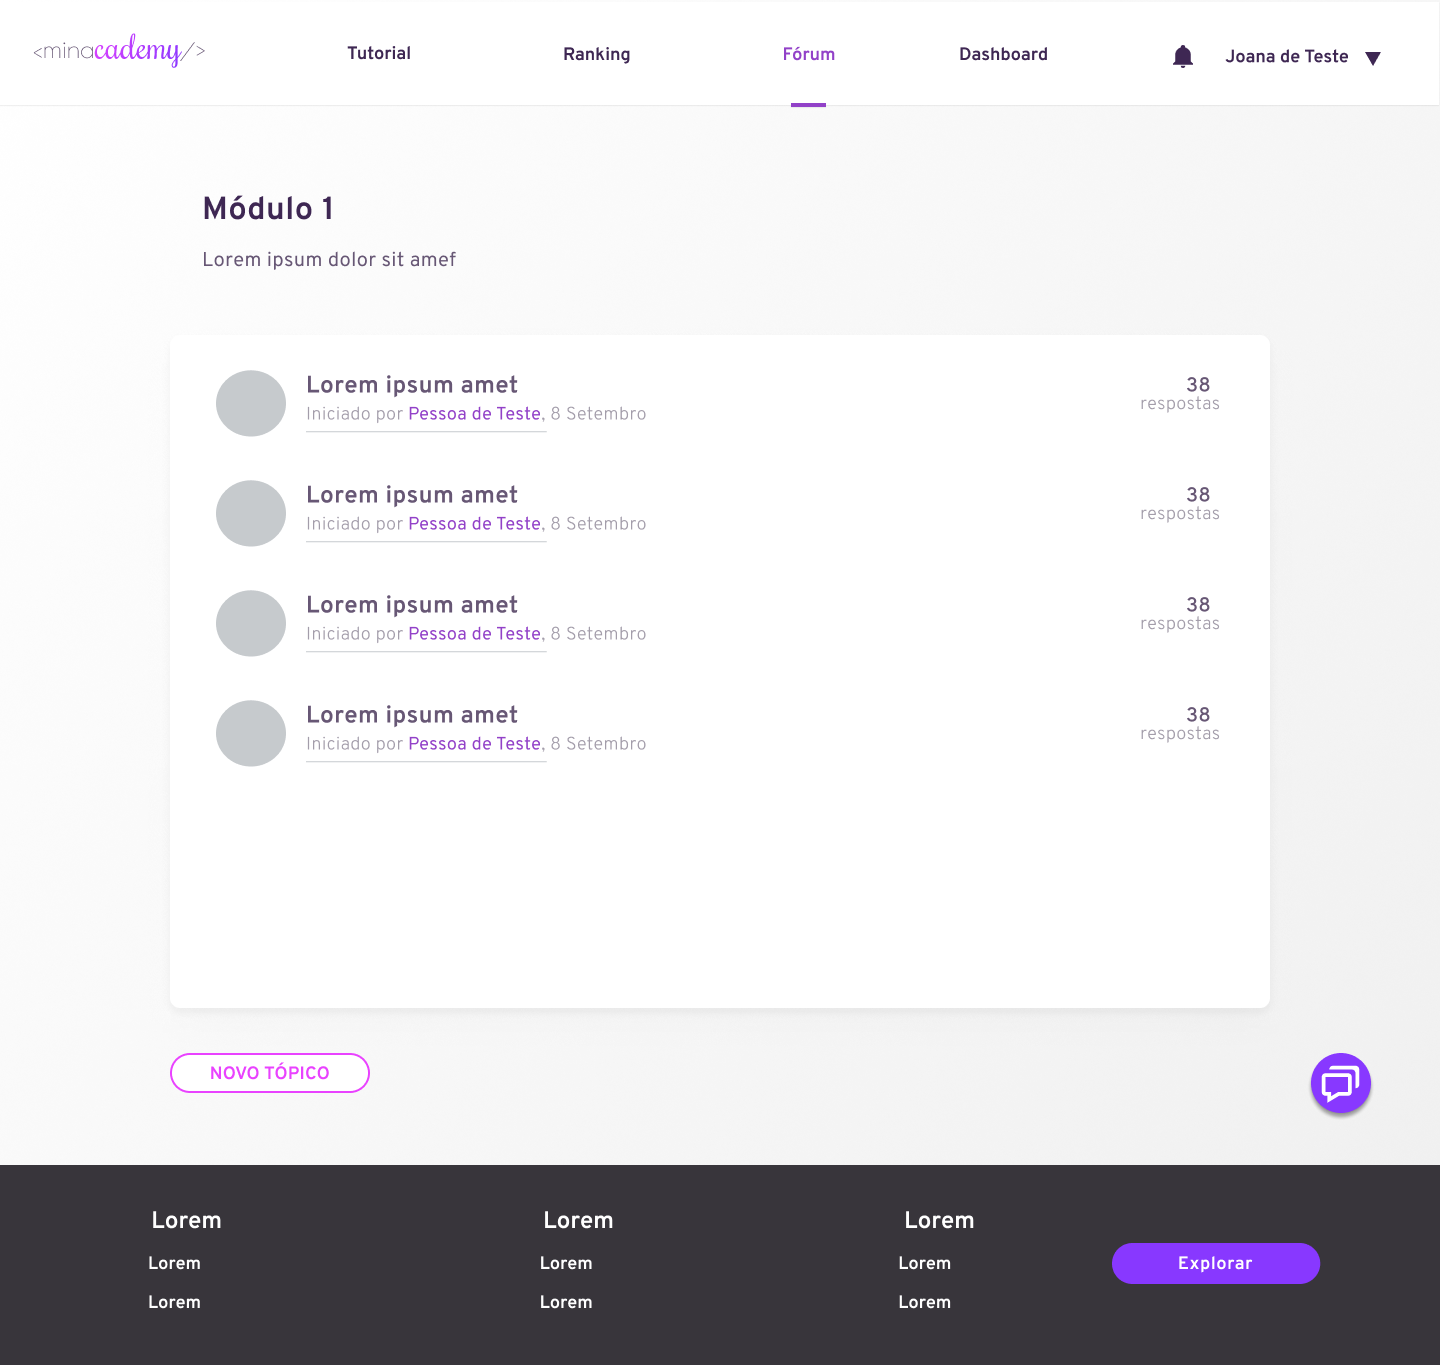 <minacademy/>
Tutorial
Ranking
Fórum
Dashboard
Joana de Teste
Módulo 1
Lorem ipsum dolor sit amef
Lorem ipsum amet
Iniciado por Pessoa de Teste, 8 Setembro
38
respostas
Lorem ipsum amet
Iniciado por Pessoa de Teste, 8 Setembro
38
respostas
Lorem ipsum amet
Iniciado por Pessoa de Teste, 8 Setembro
38
respostas
Lorem ipsum amet
Iniciado por Pessoa de Teste, 8 Setembro
38
respostas
NOVO TÓPICO
Lorem
Lorem
Lorem
Lorem
Lorem
Lorem
Lorem
Lorem
Lorem
Explorar